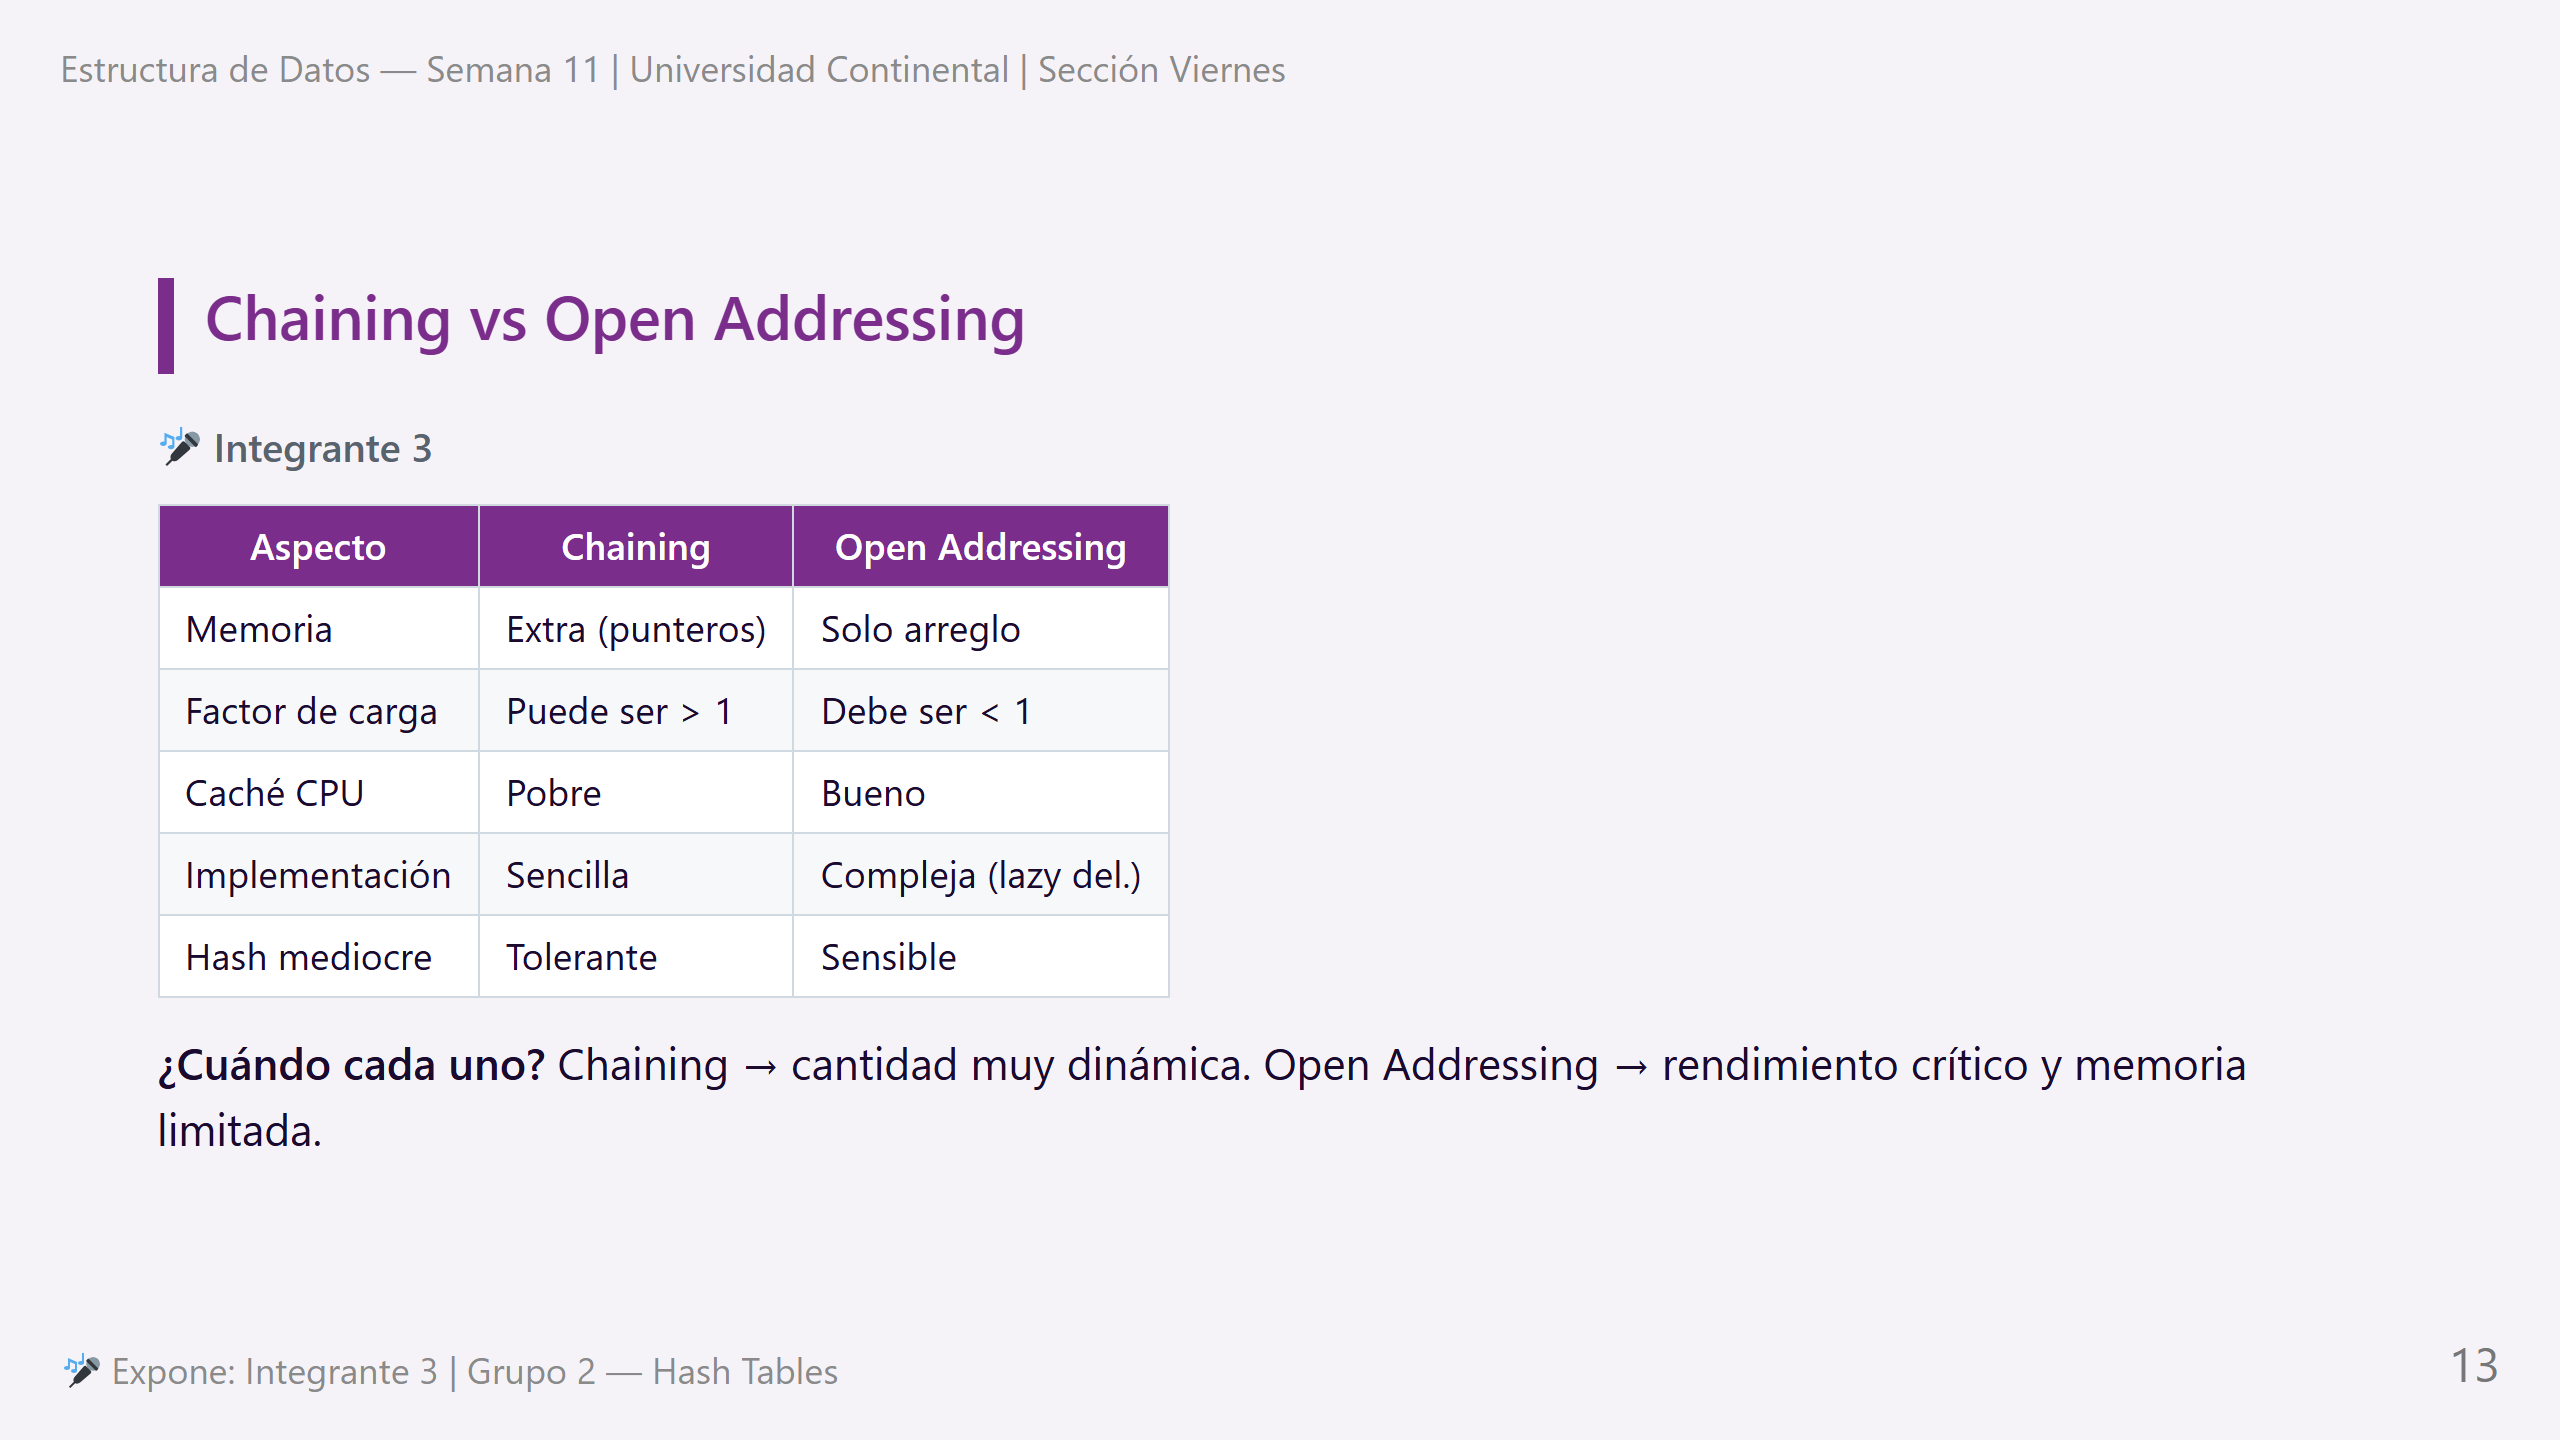 Estructura de Datos — Semana 11 | Universidad Continental | Sección Viernes
Chaining vs Open Addressing
Integrante 3
Aspecto Chaining Open Addressing
Memoria Extra (punteros) Solo arreglo
Factor de carga Puede ser > 1 Debe ser < 1
Caché CPU Pobre Bueno
Implementación Sencilla Compleja (lazy del.)
Hash mediocre Tolerante Sensible
¿Cuándo cada uno? Chaining → cantidad muy dinámica. Open Addressing → rendimiento crítico y memoria
limitada.
Expone: Integrante 3 | Grupo 2 — Hash Tables
13